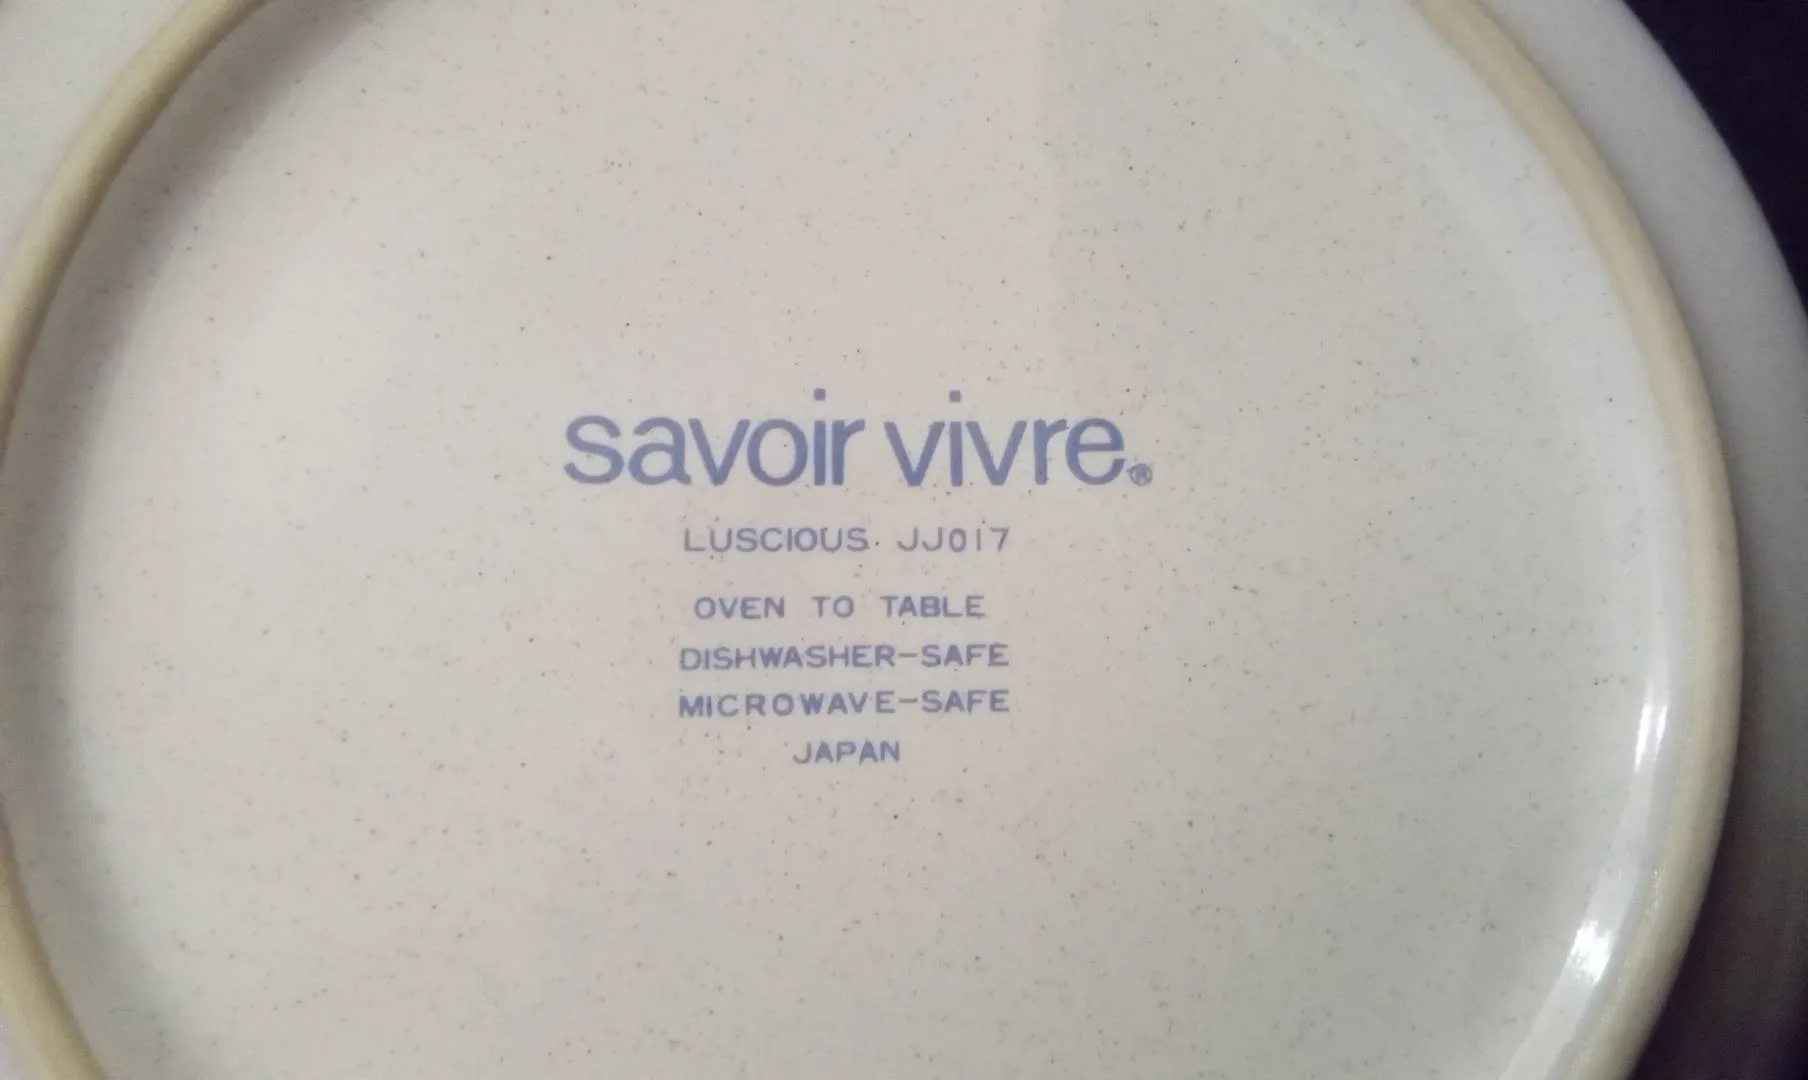 savoir vivre®
LUSCIOUS JJ017
OVEN TO TABLE
DISHWASHER-SAFE
MICROWAVE-SAFE
JAPAN